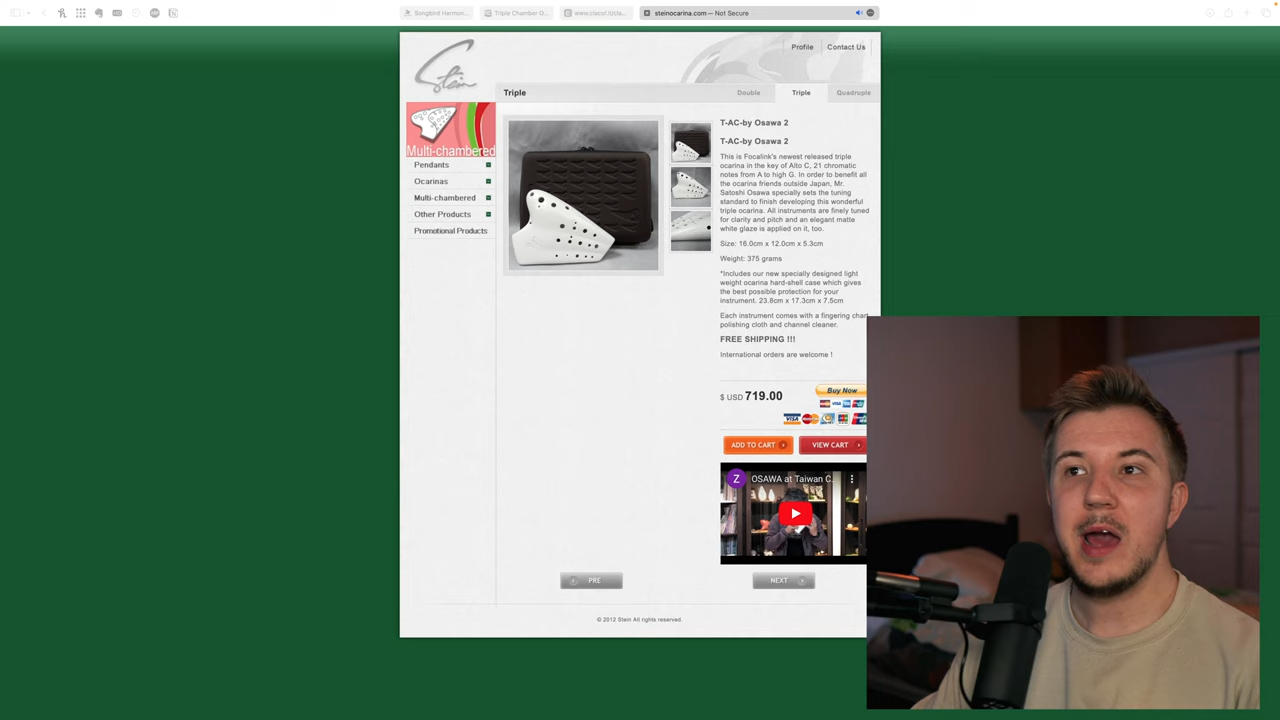 Songbird Harmon...
Triple Chamber O...
steinocarina.com — Not Secure
Stein
Profile
Contact Us
Triple
Double
Triple
Quadruple
Multi-chambered
Pendants
Ocarinas
Multi-chambered
Other Products
Promotional Products
T-AC-by Osawa 2
T-AC-by Osawa 2
This is Focalink's newest released triple
ocarina in the key of Alto C, 21 chromatic
notes from A to high G. In order to benefit all
the ocarina friends outside Japan, Mr.
Satoshi Osawa specially sets the tuning
standard to finish developing this wonderful
triple ocarina. All instruments are finely tuned
for clarity and pitch and an elegant matte
white glaze is applied on it, too.
Size: 16.0cm x 12.0cm x 5.3cm
Weight: 375 grams
*Includes our new specially designed light
weight ocarina hard-shell case which gives
the best possible protection for your
instrument. 23.8cm x 17.3cm x 7.5cm
Each instrument comes with a fingering chart
polishing cloth and channel cleaner.
FREE SHIPPING !!!
International orders are welcome !
$ USD 719.00
Buy Now
VISA
ADD TO CART
VIEW CART
Z
OSAWA at Taiwan C...
PRE
NEXT
© 2012 Stein All rights reserved.